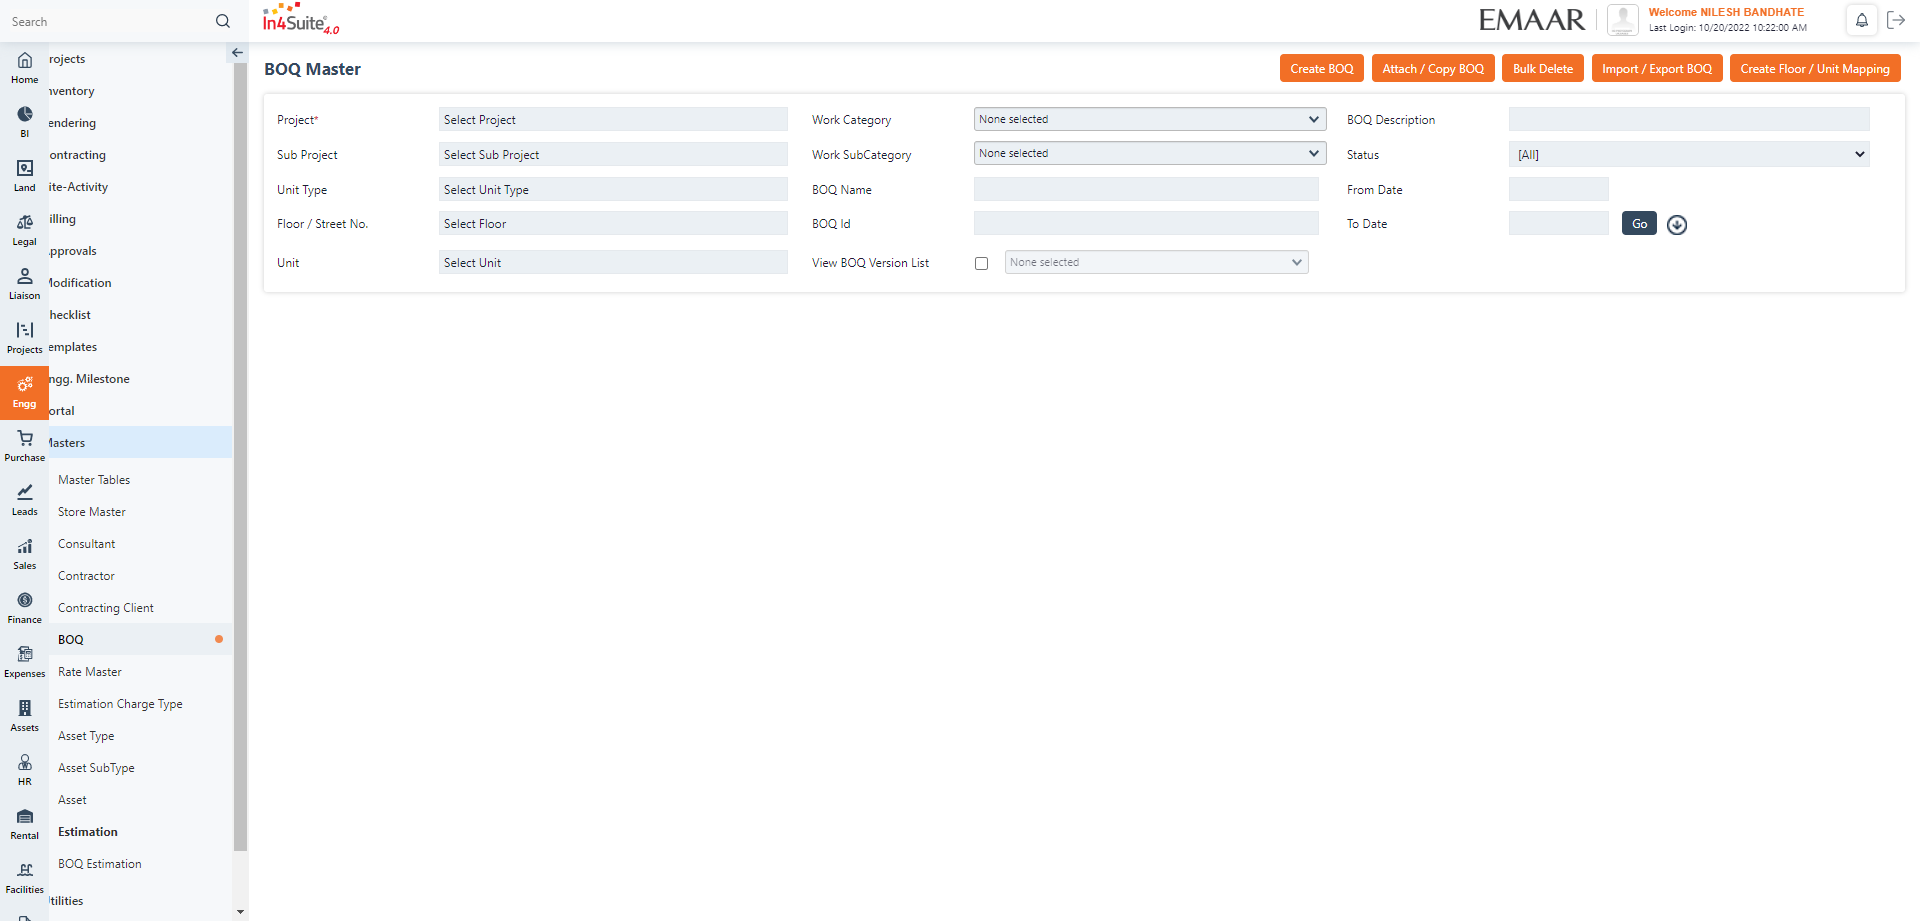 Search
In4Suite® 4.0
EMAAR
Welcome NILESH BANDHATE
Last Login: 10/20/2022 10:22:00 AM
Home
BI
Land
Legal
Liaison
Projects
Engg
Purchase
Leads
Sales
Finance
Expenses
Assets
HR
Rental
Facilities
rojects
nventory
endering
ontracting
ite-Activity
illing
pprovals
Modification
hecklist
emplates
ngg. Milestone
ortal
Masters
Master Tables
Store Master
Consultant
Contractor
Contracting Client
BOQ
Rate Master
Estimation Charge Type
Asset Type
Asset SubType
Asset
Estimation
BOQ Estimation
tilities
BOQ Master
Create BOQ
Attach / Copy BOQ
Bulk Delete
Import / Export BOQ
Create Floor / Unit Mapping
Project* Select Project
Work Category None selected
BOQ Description
Sub Project Select Sub Project
Work SubCategory None selected
Status [All]
Unit Type Select Unit Type
BOQ Name
From Date
Floor / Street No. Select Floor
BOQ Id
To Date Go
Unit Select Unit
View BOQ Version List None selected